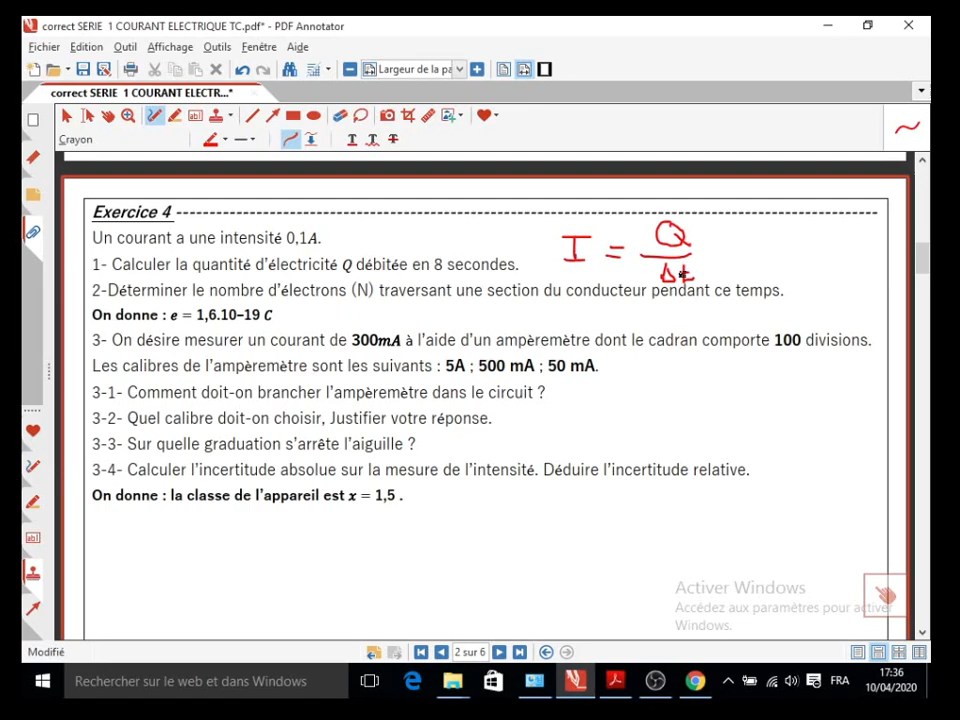 correct SERIE 1 COURANT ELECTRIQUE TC.pdf* - PDF Annotator
Fichier Edition Outil Affichage Outils Fenêtre Aide
Largeur de la pa
correct SERIE 1 COURANT ELECTR...*
Crayon
Exercice 4 ------------------------------------------------------------
Un courant a une intensité 0,1A.
I = Q / Δt
1- Calculer la quantité d’électricité Q débitée en 8 secondes.
2-Déterminer le nonbre d’électrons (N) traversant une section du conducteur pendant ce temps.
On donne : e = 1,6.10−19 C
3- On désire mesurer un courant de 300mA à l’aide d’un ampèremètre dont le cadran comporte 100 divisions.
Les calibres de l’ampèremètre sont les suivants : 5A ; 500 mA ; 50 mA.
3-1- Comment doit-on brancher l’ampèremètre dans le circuit ?
3-2- Quel calibre doit-on choisir, Justifier votre réponse.
3-3- Sur quelle graduation s’arrête l’aiguille ?
3-4- Calculer l’incertitude absolue sur la mesure de l’intensité. Déduire l’incertitude relative.
On donne : la classe de l’appareil est x = 1,5 .
Activer Windows
Accédez aux paramètres pour activer
Windows.
Modifié
2 sur 6
Rechercher sur le web et dans Windows
FRA
17:36
10/04/2020